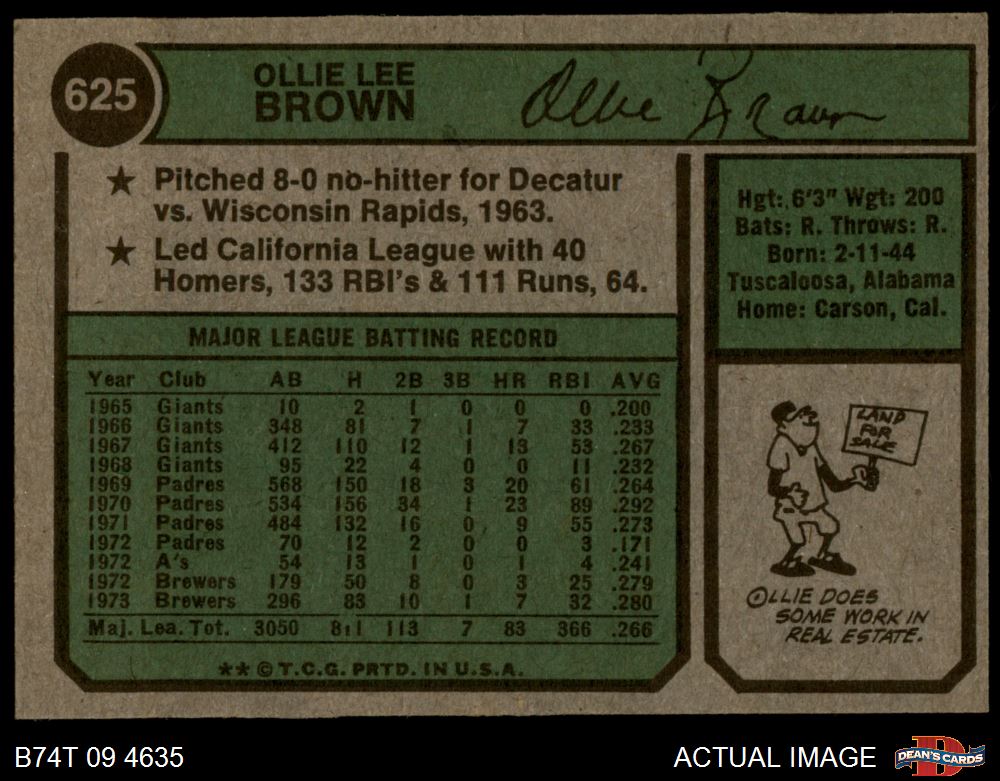 625
OLLIE LEE
BROWN
Ollie Brown
★ Pitched 8-0 no-hitter for Decatur
vs. Wisconsin Rapids, 1963.
★ Led California League with 40
Homers, 133 RBI's & 111 Runs, 64.
Hgt: 6'3" Wgt: 200
Bats: R. Throws: R.
Born: 2-11-44
Tuscaloosa, Alabama
Home: Carson, Cal.
MAJOR LEAGUE BATTING RECORD
Year Club AB H 2B 3B HR RBI AVG
1965 Giants 10 2 1 0 0 0 .200
1966 Giants 348 81 7 1 7 33 .233
1967 Giants 412 110 12 1 13 53 .267
1968 Giants 95 22 4 0 0 11 .232
1969 Padres 568 150 18 3 20 61 .264
1970 Padres 534 156 34 1 23 89 .292
1971 Padres 484 132 16 0 9 55 .273
1972 Padres 70 12 2 0 0 3 .171
1972 A's 54 13 1 0 1 4 .241
1972 Brewers 179 50 8 0 3 25 .279
1973 Brewers 296 83 10 1 7 32 .280
Maj. Lea. Tot. 3050 811 113 7 83 366 .266
** © T.C.G. PRTD. IN U.S.A.
LAND
FOR
SALE
OLLIE DOES
SOME WORK IN
REAL ESTATE.
B74T 09 4635
ACTUAL IMAGE
D
DEAN'S CARDS